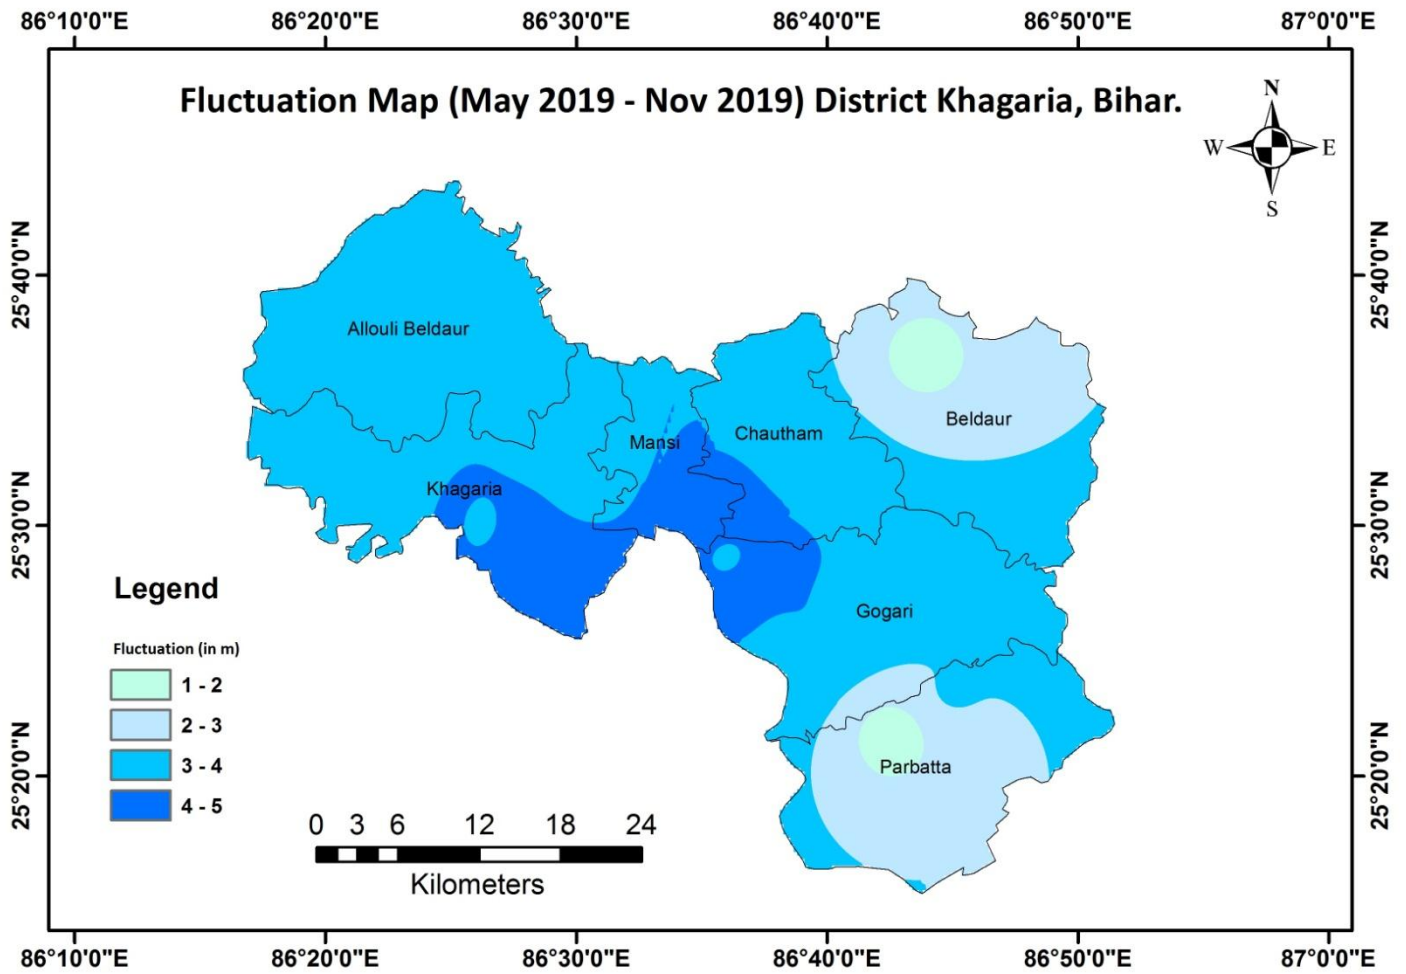 86°10'0"E 86°20'0"E 86°30'0"E 86°40'0"E 86°50'0"E 87°0'0"E
Fluctuation Map (May 2019 - Nov 2019) District Khagaria, Bihar.
N
W E
S
25°40'0"N 25°40'0"N
Allouli Beldaur
Beldaur
Chautham
Mansi
Khagaria
25°30'0"N 25°30'0"N
Legend
Gogari
Fluctuation (in m)
1 - 2
2 - 3
3 - 4
4 - 5
Parbatta
25°20'0"N 25°20'0"N
0 3 6 12 18 24
Kilometers
86°10'0"E 86°20'0"E 86°30'0"E 86°40'0"E 86°50'0"E 87°0'0"E